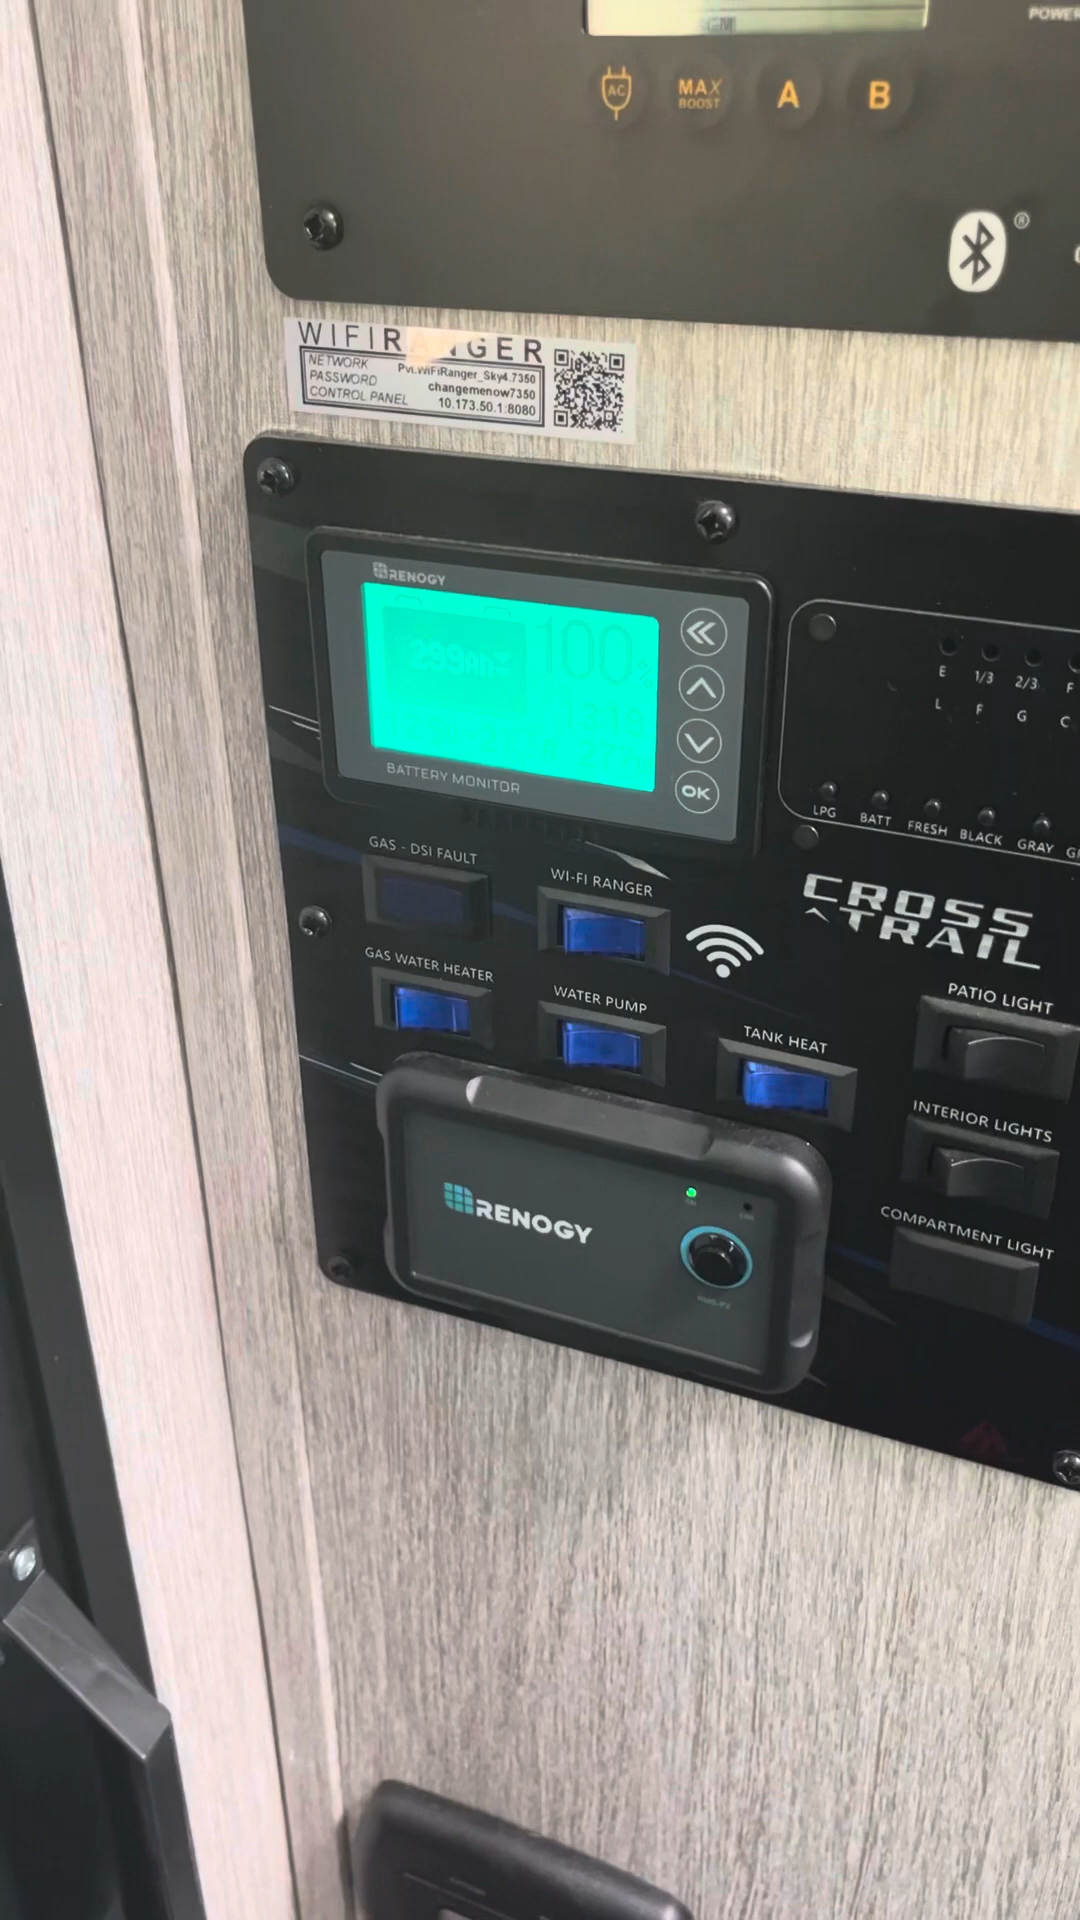 POWER
AC
MAX
BOOST
A
B
®
WIFIRANGER
NETWORK Pvt.WiFiRanger_Sky4.7350
PASSWORD changemenow7350
CONTROL PANEL 10.173.50.1:8080
RENOGY
299Ah
100%
BATTERY MONITOR
OK
E 1/3 2/3 F
L F G C
LPG BATT FRESH BLACK GRAY
GAS - DSI FAULT
WI-FI RANGER
CROSS
TRAIL
GAS WATER HEATER
WATER PUMP
TANK HEAT
PATIO LIGHT
INTERIOR LIGHTS
COMPARTMENT LIGHT
RENOGY